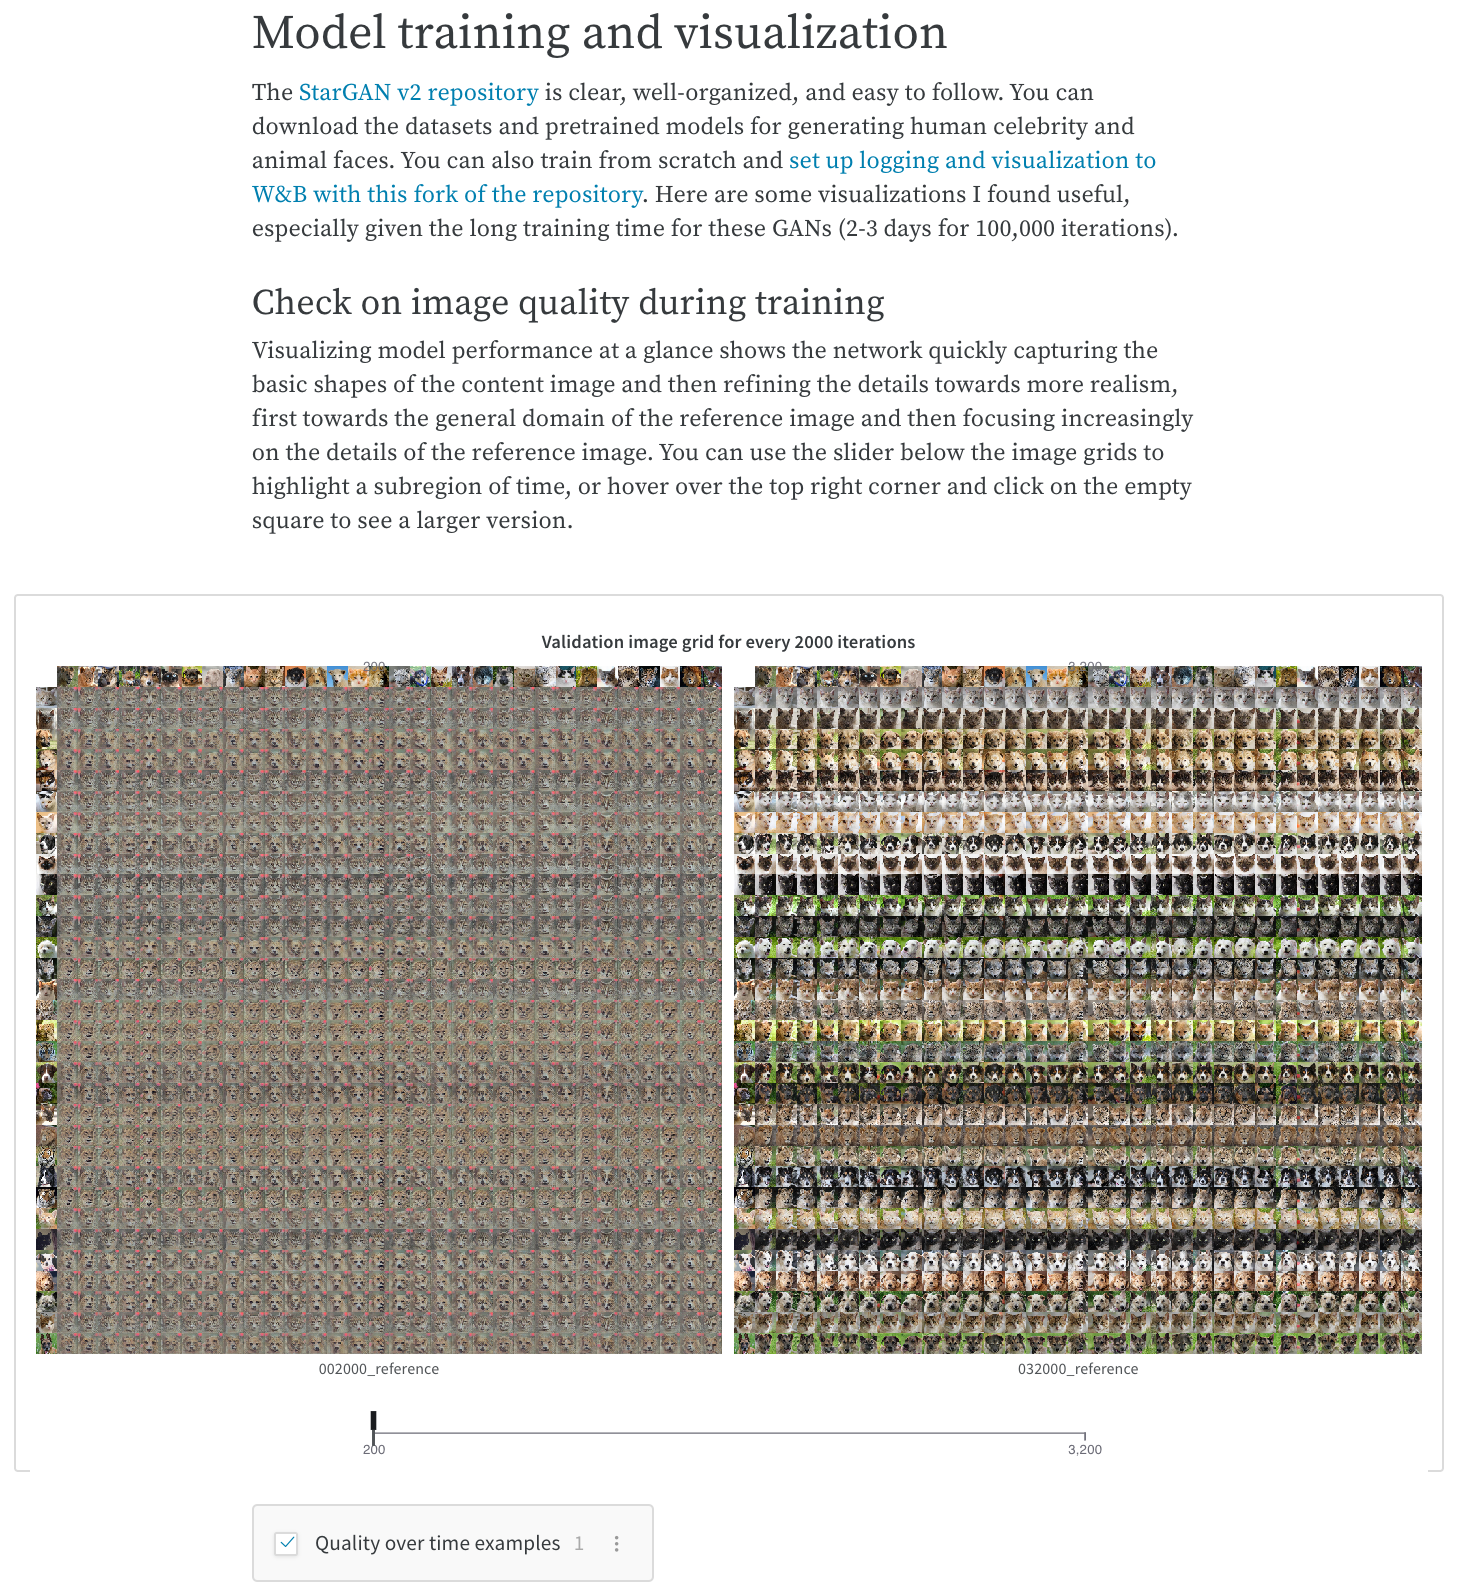 Model training and visualization
The StarGAN v2 repository is clear, well-organized, and easy to follow. You can
download the datasets and pretrained models for generating human celebrity and
animal faces. You can also train from scratch and set up logging and visualization to
W&B with this fork of the repository. Here are some visualizations I found useful,
especially given the long training time for these GANs (2-3 days for 100,000 iterations).
Check on image quality during training
Visualizing model performance at a glance shows the network quickly capturing the
basic shapes of the content image and then refining the details towards more realism,
first towards the general domain of the reference image and then focusing increasingly
on the details of the reference image. You can use the slider below the image grids to
highlight a subregion of time, or hover over the top right corner and click on the empty
square to see a larger version.
Validation image grid for every 2000 iterations
200 3,200
002000_reference 032000_reference
200 3,200
Quality over time examples 1